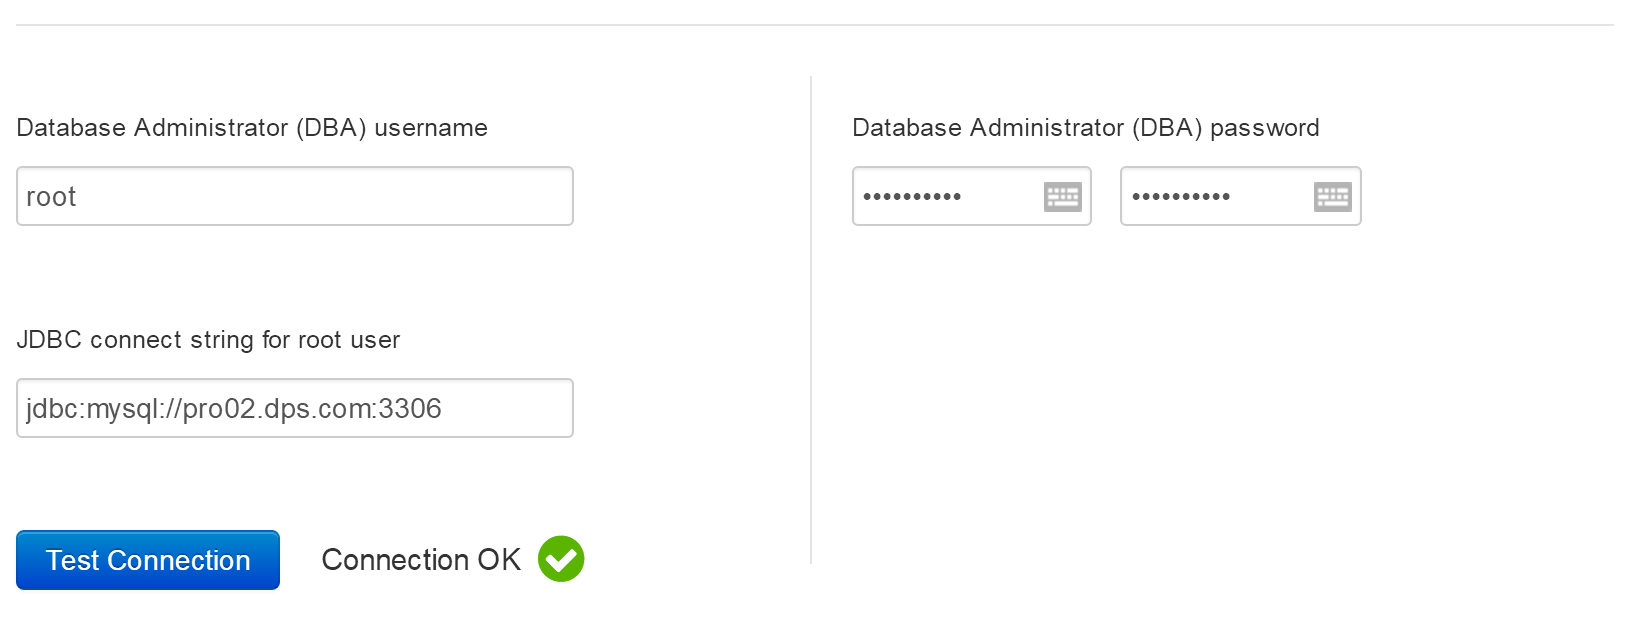 Database Administrator (DBA) username
root
JDBC connect string for root user
jdbc:mysql://pro02.dps.com:3306
Test Connection
Connection OK
Database Administrator (DBA) password
•••••••••• ••••••••••